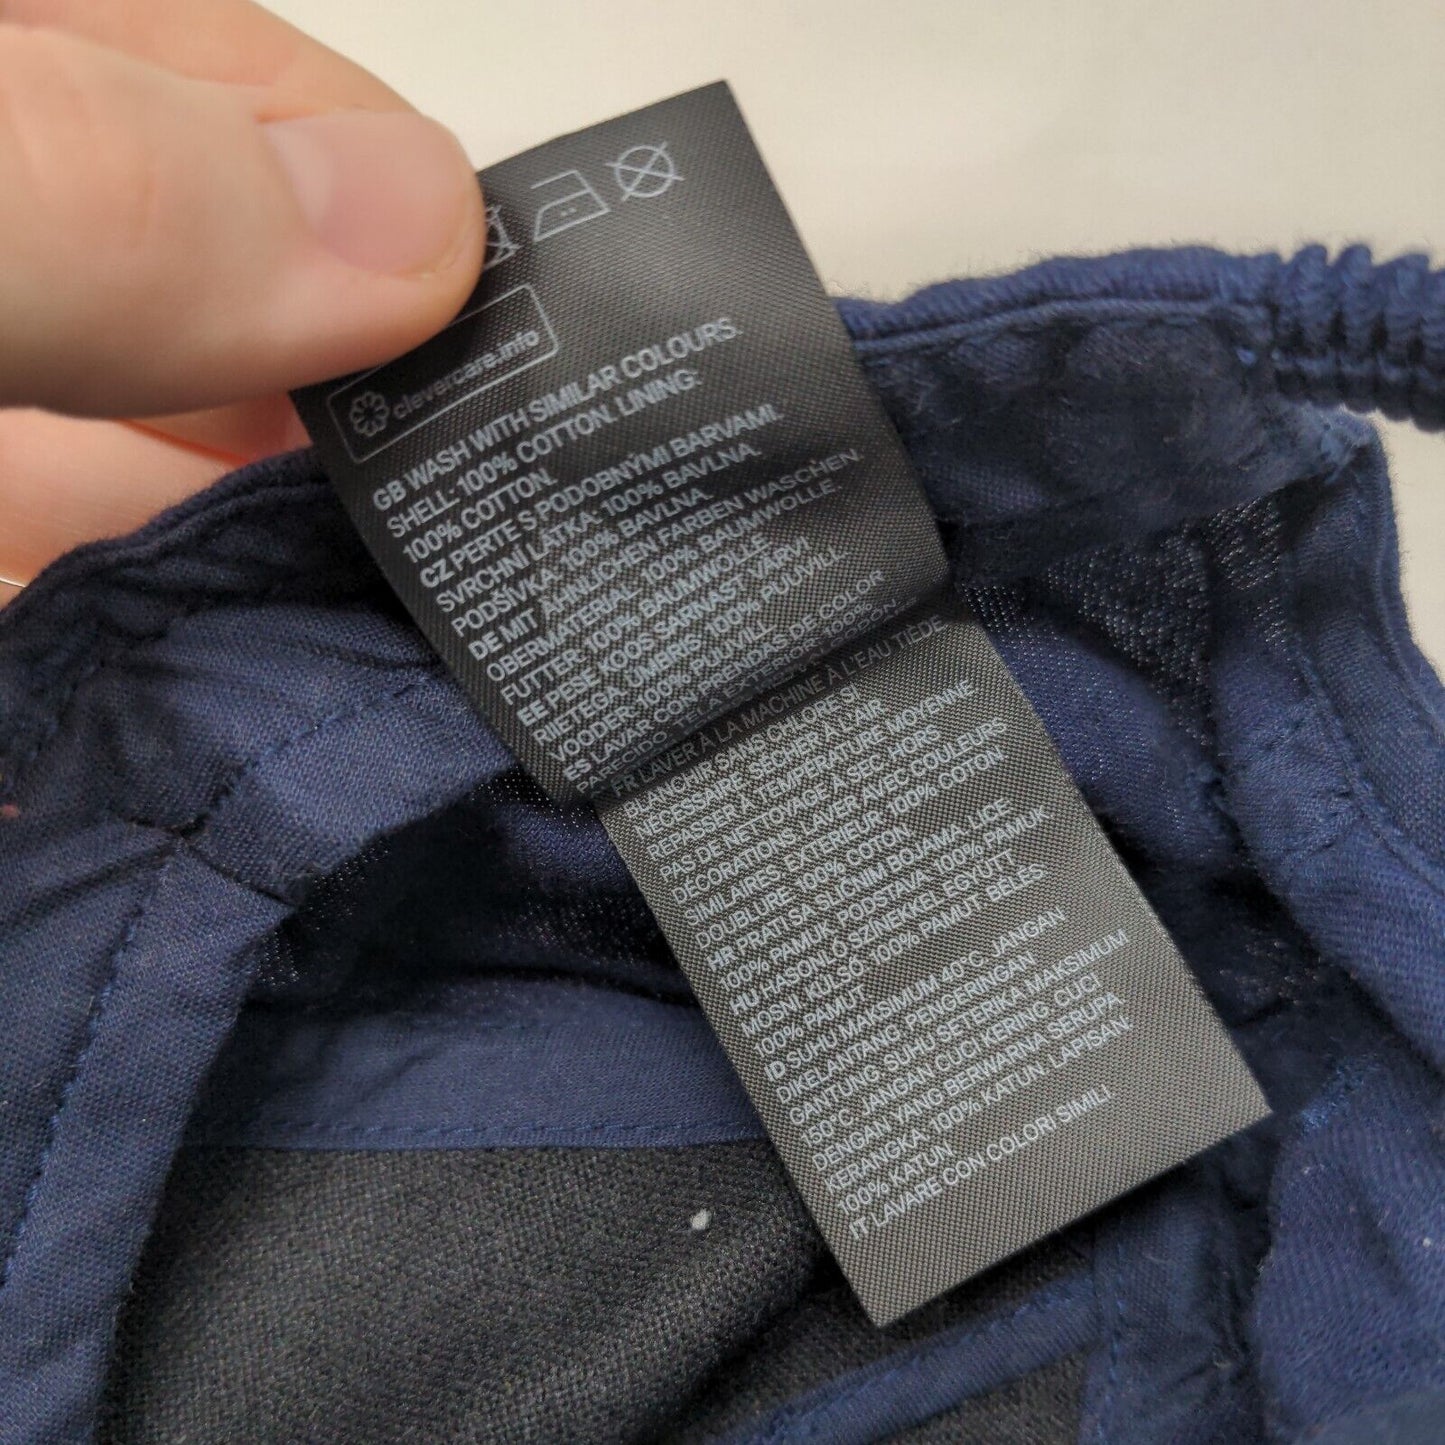 clevercare.info
GB WASH WITH SIMILAR COLOURS.
SHELL-100% COTTON. LINING:
100% COTTON.
CZ PERTE S PODOBNÝMI BARVAMI.
SVRCHNÍ LÁTKA: 100% BAVLNA.
PODŠÍVKA: 100% BAVLNA.
DE MIT ÄHNLICHEN FARBEN WASCHEN.
OBERMATERIAL- 100% BAUMWOLLE-
FUTTER: 100% BAUMWOLLE
EE PESE KOOS SARNAST VÄRVI
RIIETEGA. ÜMBRIS: 100% PUUVILL.
VOODER-100% PUUVILL
ES LAVAR CON PRENDAS DE COLOR
PARECIDO. TELA EXTERIOR: 100%
FR LAVER À LA MACHINE À L'EAU TIÈDE
BLANCHIR SANS CHLORE SI
NÉCESSAIRE. SÉCHER À L'AIR
REPASSER À TEMPÉRATURE MOYENNE
PAS DE NETTOYAGE À SEC HORS
DÉCORATIONS. LAVER AVEC COULEURS
SIMILAIRES. EXTÉRIEUR: 100% COTON
DOUBLURE: 100% COTON.
HR PRATI SA SLIČNIM BOJAMA. LICE
100% PAMUK PODSTAVA: 100% PAMUK
HU HASONLÓ SZÍNEKKEL EGYÜTT
MOSNI. KÜLSŐ: 100% PAMUT BÉLÉS:
100% PAMUT.
ID SUHU MAKSIMUM 40°C, JANGAN
DIKELANTANG, PENGERINGAN
GANTUNG, SUHU SETERIKA MAKSIMUM
150°C, JANGAN CUCI KERING. CUCI
DENGAN YANG BERWARNA SERUPA
KERANGKA, 100% KATUN LAPISAN:
100% KATUN
IT LAVARE CON COLORI SIMILI